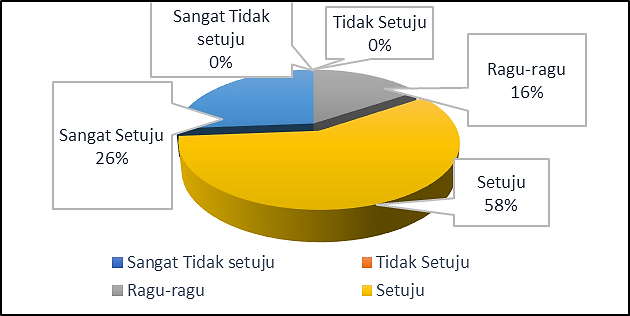 Sangat Tidak
setuju
0%
Tidak Setuju
0%
Ragu-ragu
16%
Sangat Setuju
26%
Setuju
58%
Sangat Tidak setuju
Tidak Setuju
Ragu-ragu
Setuju